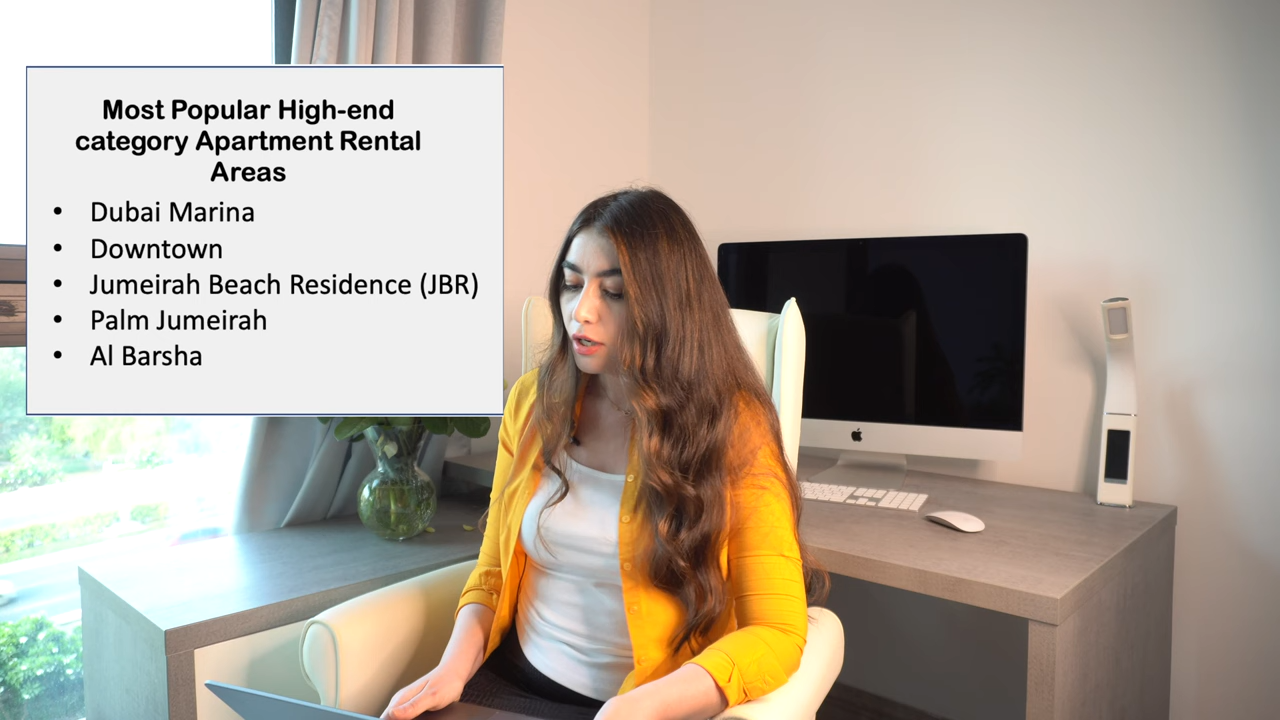 Most Popular High-end
category Apartment Rental
Areas
• Dubai Marina
• Downtown
• Jumeirah Beach Residence (JBR)
• Palm Jumeirah
• Al Barsha